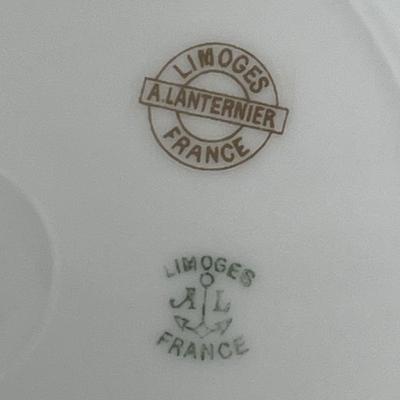 LIMOGES
A.LANTERNIER
FRANCE
LIMOGES
A L
FRANCE